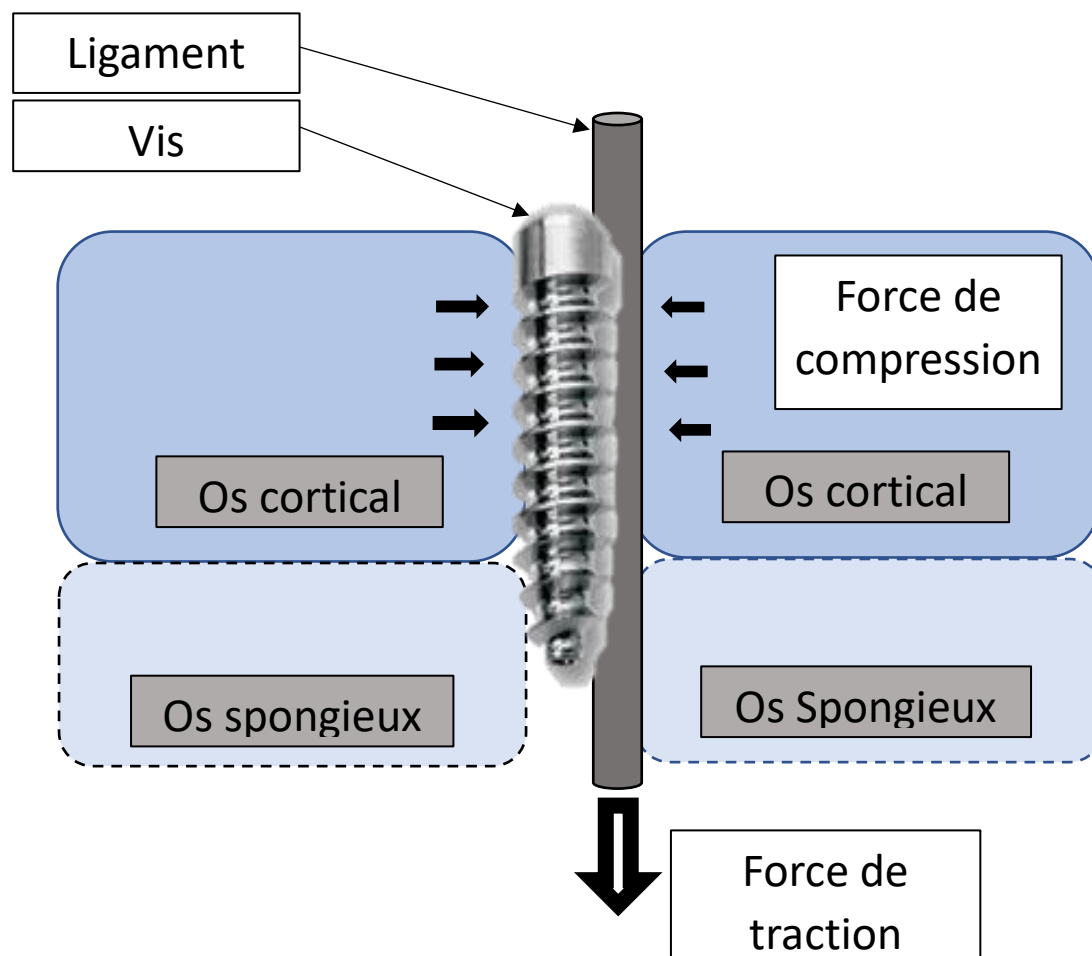 Ligament
Vis
Force de
compression
Os cortical
Os cortical
Os spongieux
Os Spongieux
Force de
traction